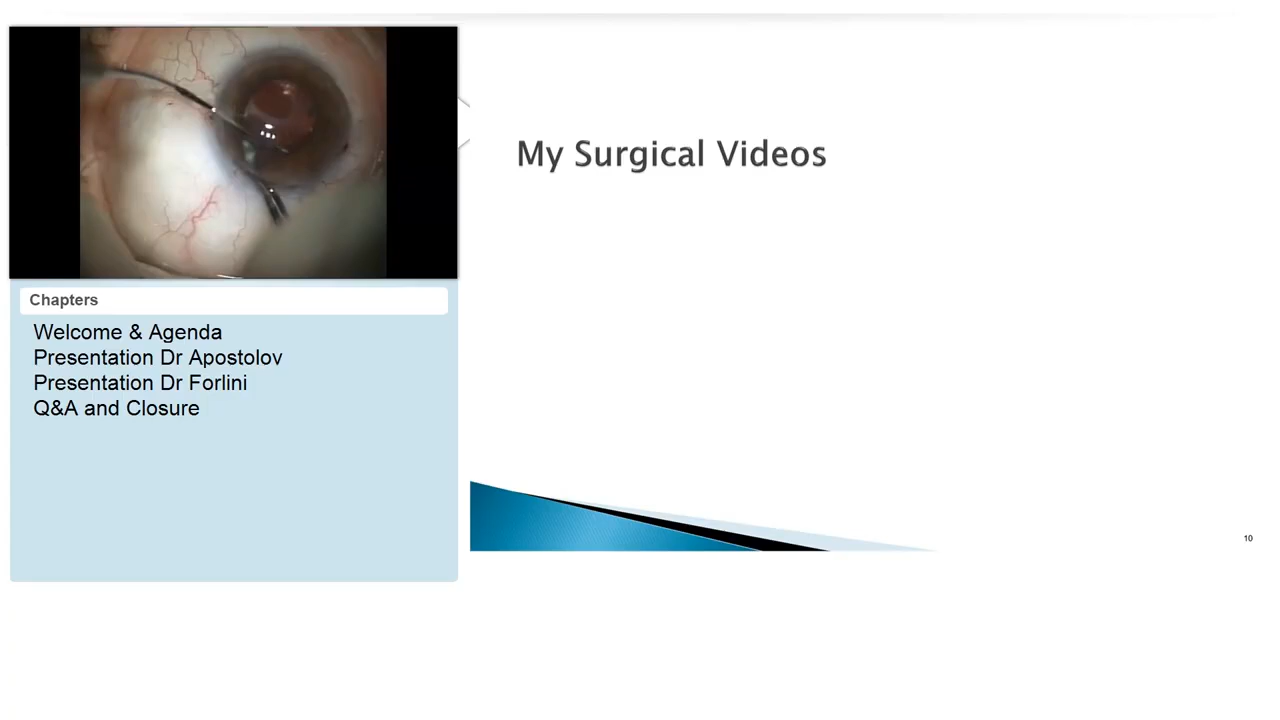 My Surgical Videos
Chapters
Welcome & Agenda
Presentation Dr Apostolov
Presentation Dr Forlini
Q&A and Closure
10